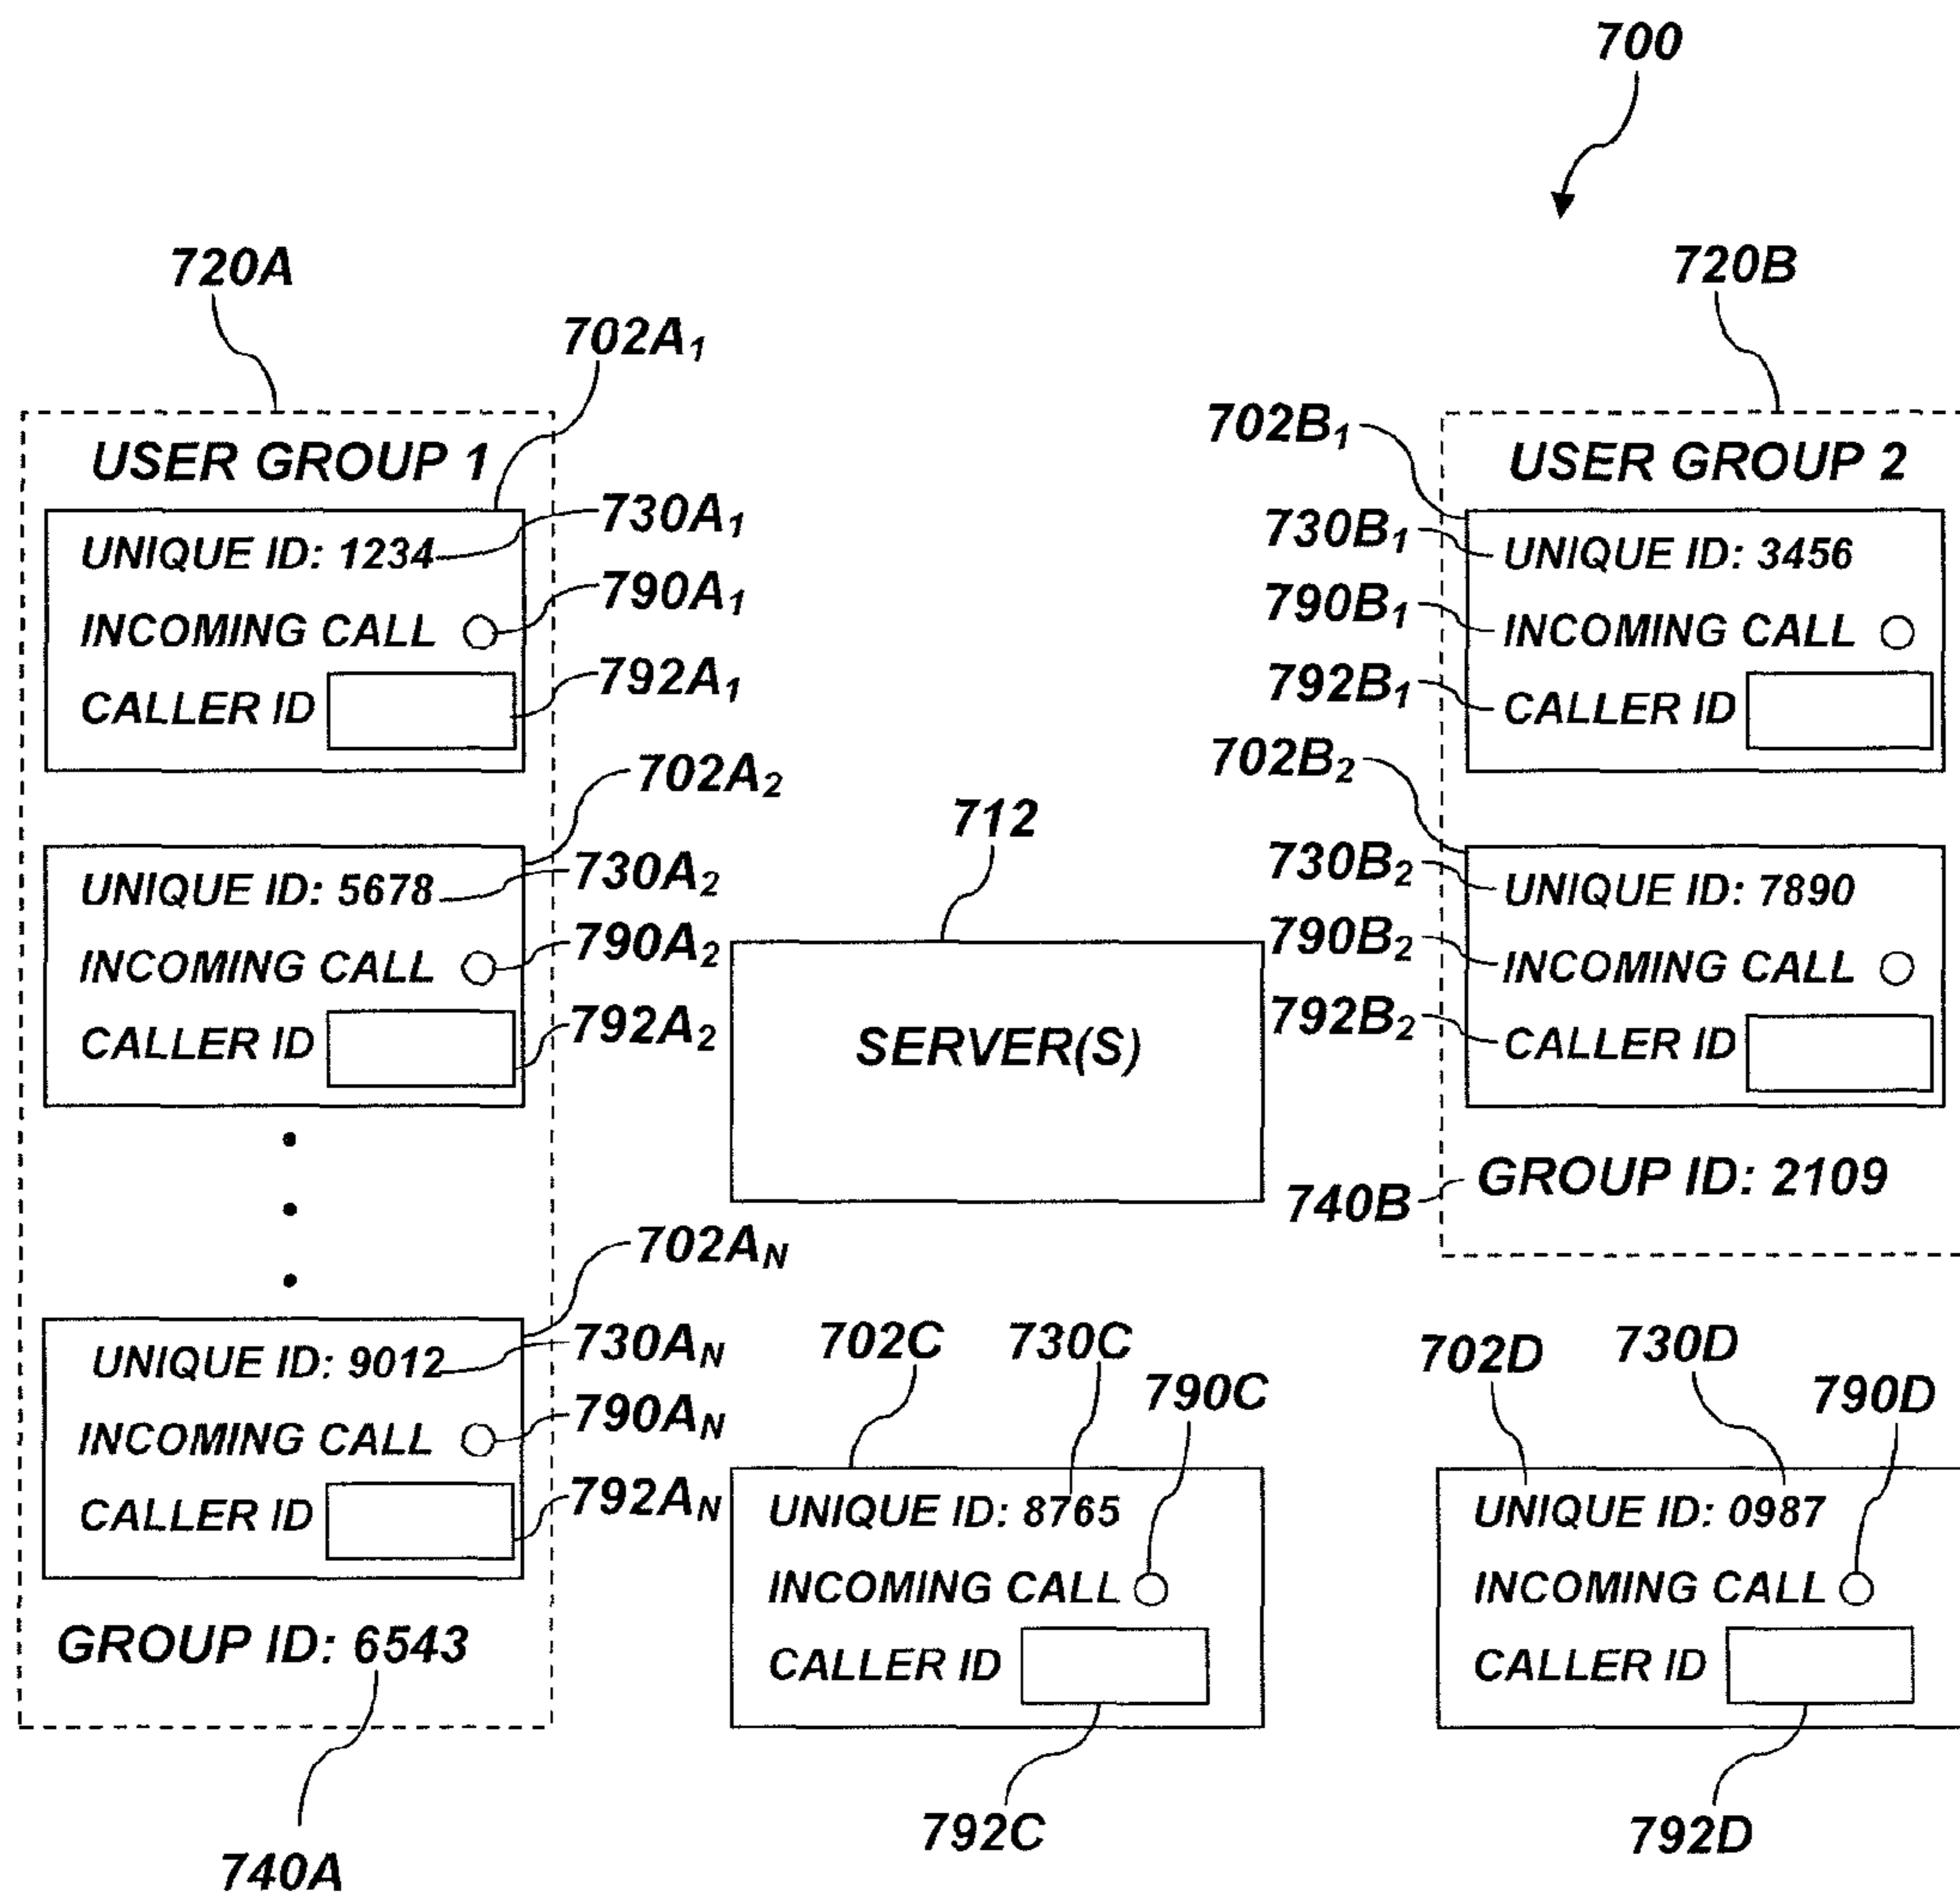 700
720A
702A₁
USER GROUP 1
UNIQUE ID: 1234
730A₁
INCOMING CALL
790A₁
CALLER ID
792A₁
702A₂
UNIQUE ID: 5678
730A₂
INCOMING CALL
790A₂
CALLER ID
792A₂
702Aₙ
UNIQUE ID: 9012
730Aₙ
INCOMING CALL
790Aₙ
CALLER ID
792Aₙ
GROUP ID: 6543
740A
712
SERVER(S)
720B
702B₁
USER GROUP 2
730B₁
UNIQUE ID: 3456
790B₁
INCOMING CALL
792B₁
CALLER ID
702B₂
730B₂
UNIQUE ID: 7890
790B₂
INCOMING CALL
792B₂
CALLER ID
740B
GROUP ID: 2109
702C
730C
790C
UNIQUE ID: 8765
INCOMING CALL
CALLER ID
792C
702D
730D
790D
UNIQUE ID: 0987
INCOMING CALL
CALLER ID
792D